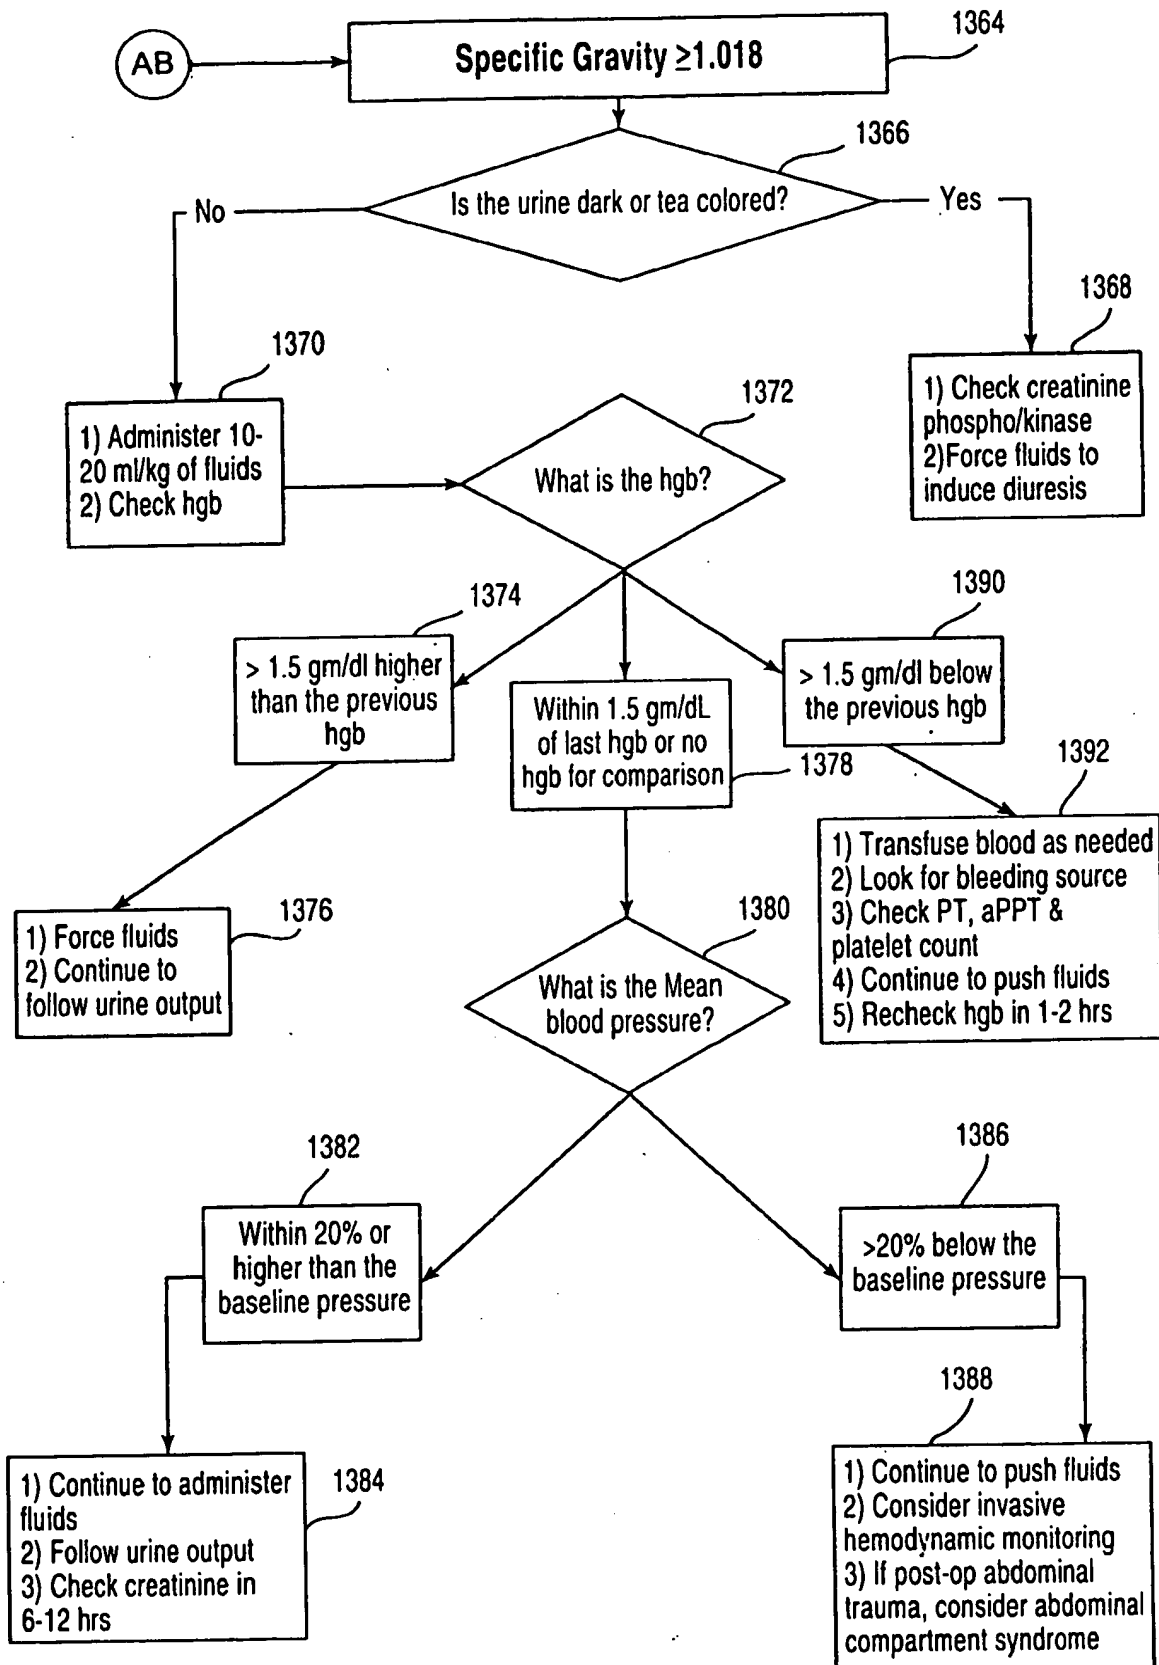 1364
AB
Specific Gravity ≥1.018
1366
Is the urine dark or tea colored?
No
Yes
1368
1370
1) Check creatinine
phospho/kinase
2)Force fluids to
induce diuresis
1372
1) Administer 10-
20 ml/kg of fluids
2) Check hgb
What is the hgb?
1374
1390
> 1.5 gm/dl higher
than the previous
hgb
Within 1.5 gm/dL
of last hgb or no
hgb for comparison
> 1.5 gm/dl below
the previous hgb
1378
1392
1) Transfuse blood as needed
2) Look for bleeding source
3) Check PT, aPPT &
platelet count
4) Continue to push fluids
5) Recheck hgb in 1-2 hrs
1376
1) Force fluids
2) Continue to
follow urine output
1380
What is the Mean
blood pressure?
1382
1386
Within 20% or
higher than the
baseline pressure
>20% below the
baseline pressure
1388
1384
1) Continue to administer
fluids
2) Follow urine output
3) Check creatinine in
6-12 hrs
1) Continue to push fluids
2) Consider invasive
hemodynamic monitoring
3) If post-op abdominal
trauma, consider abdominal
compartment syndrome